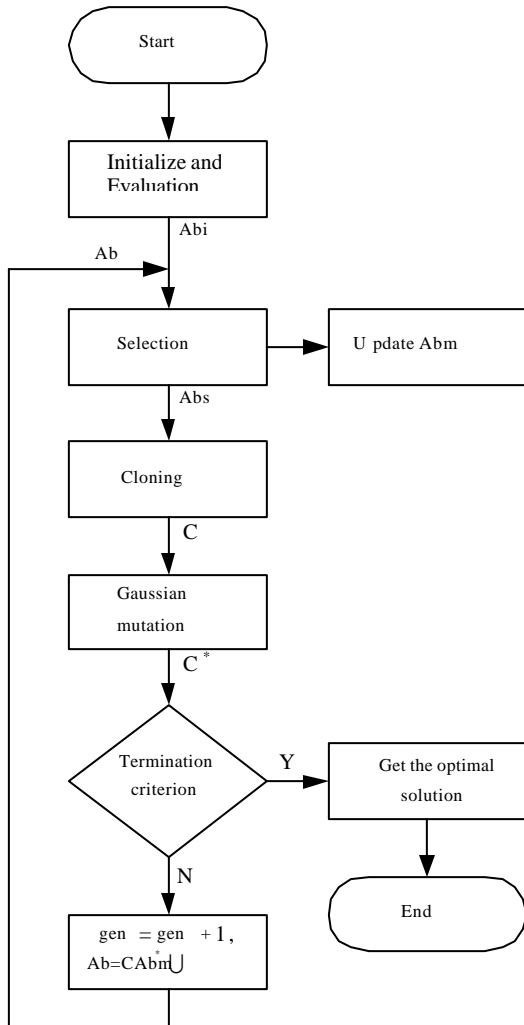 Start
Initialize and
Evaluation
Abi
Ab
Selection
U pdate Abm
Abs
Cloning
C
Gaussian
mutation
C *
Termination
criterion
Y
Get the optimal
solution
N
End
gen = gen + 1 ,
Ab=CAbm*⋃